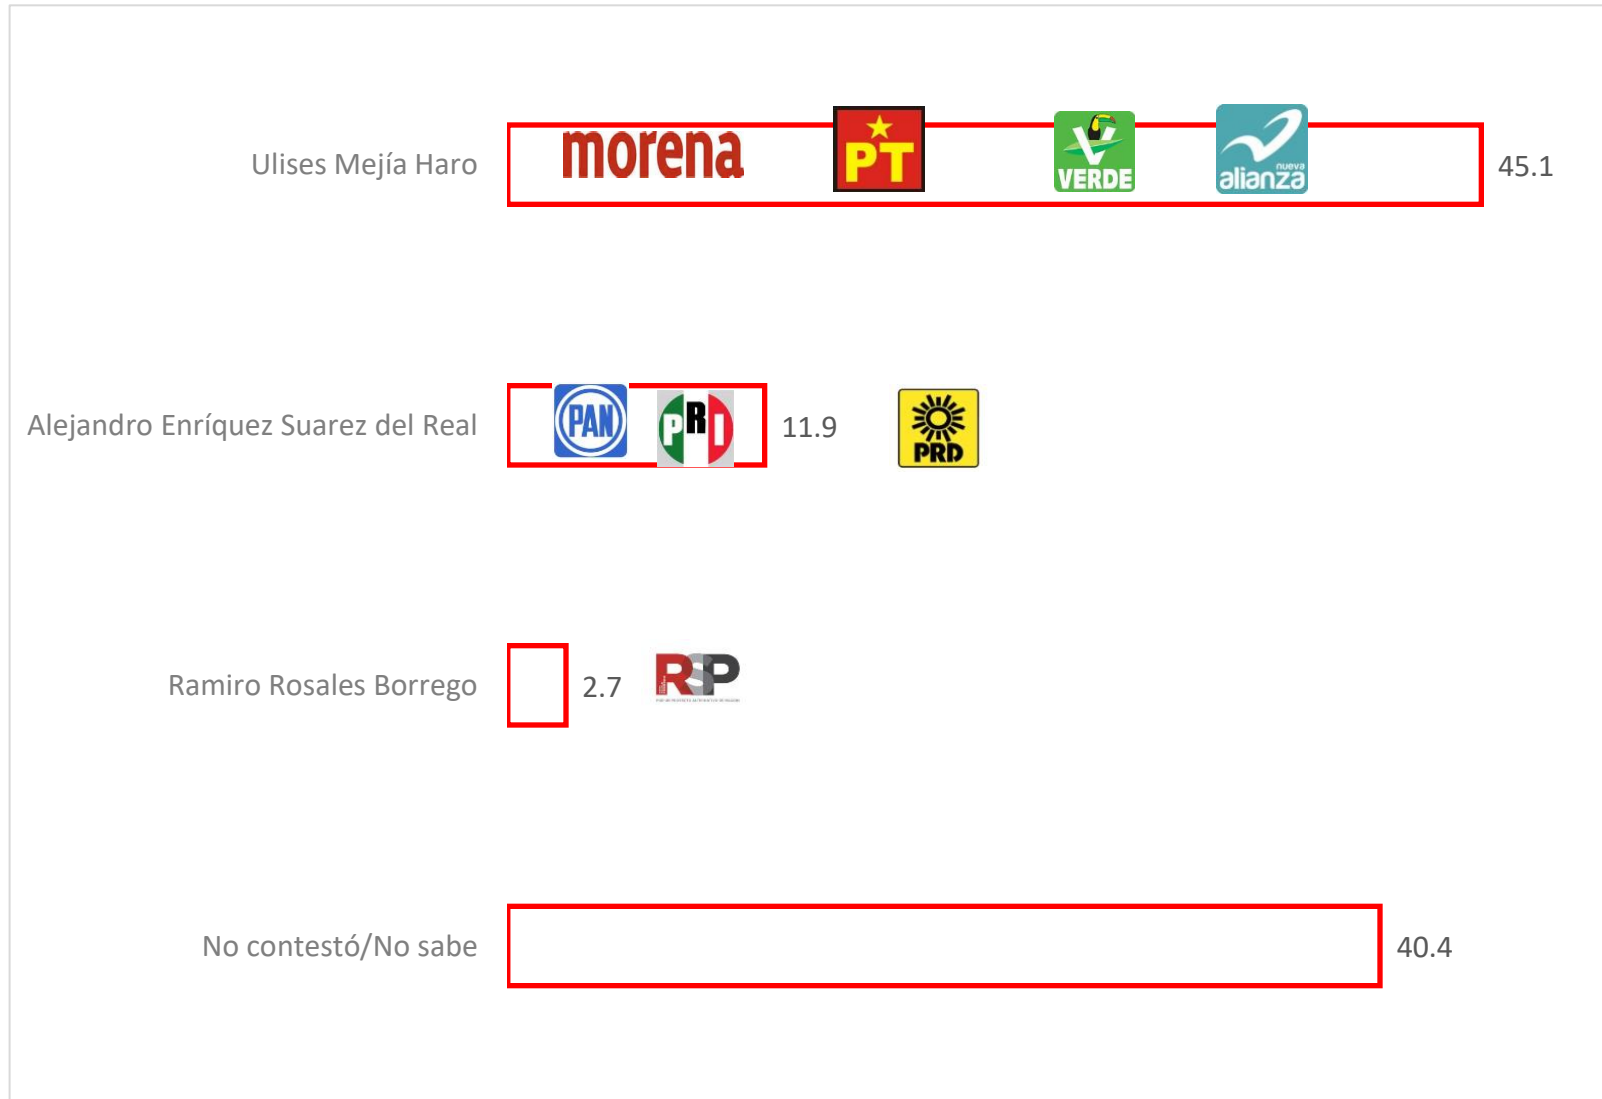 Ulises Mejía Haro
morena
PT
VERDE
nueva
alianza
45.1
Alejandro Enríquez Suarez del Real
PAN
PRI
11.9
PRD
Ramiro Rosales Borrego
2.7
RSP
No contestó/No sabe
40.4